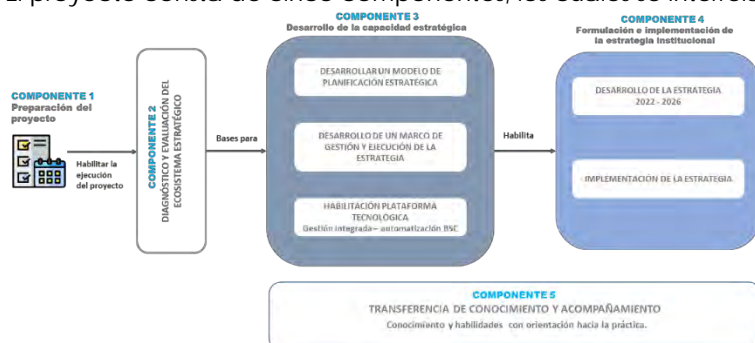 El proyecto consta de cinco componentes, los cuales se
COMPONENTE 1
Preparación del
proyecto
Habilitar la
ejecución
del proyecto
COMPONENTE 2
DIAGNÓSTICO Y EVALUACIÓN DEL
ECOSISTEMA ESTRATÉGICO
Bases para
COMPONENTE 3
Desarrollo de la capacidad estratégica
DESARROLLAR UN MODELO DE
PLANIFICACIÓN ESTRATÉGICA
DESARROLLO DE UN MARCO DE
GESTIÓN Y EJECUCIÓN DE LA
ESTRATEGIA
HABILITACIÓN PLATAFORMA
TECNOLÓGICA
Gestión integrada– automatización BSC
Habilita
COMPONENTE 4
Formulación e implementación de
la estrategia institucional
DESARROLLO DE LA ESTRATEGIA
2022 - 2026
IMPLEMENTACIÓN DE LA ESTRATEGIA
COMPONENTE 5
TRANSFERENCIA DE CONOCIMIENTO Y ACOMPAÑAMIENTO
Conocimiento y habilidades con orientación hacia la práctica.